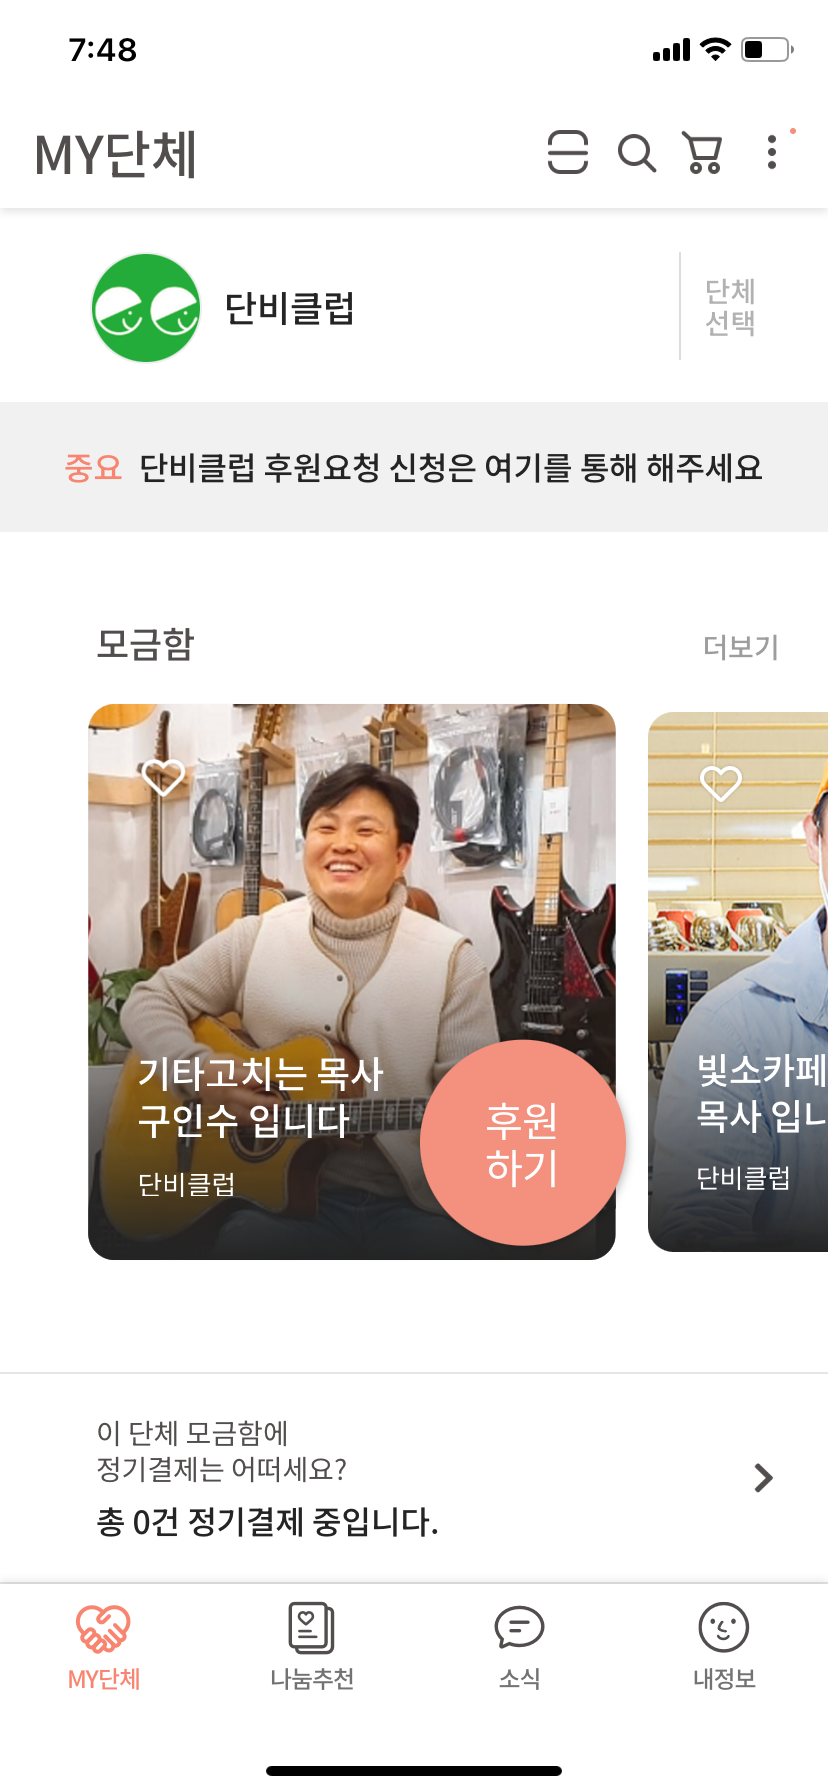 7:48
MY단체
단비클럽
단체
선택
중요 단비클럽 후원요청 신청은 여기를 통해 해주세요
모금함
더보기
기타고치는 목사
구인수 입니다
단비클럽
후원
하기
빛소카페
목사 입니
단비클럽
이 단체 모금함에
정기결제는 어떠세요?
총 0건 정기결제 중입니다.
MY단체
나눔추천
소식
내정보